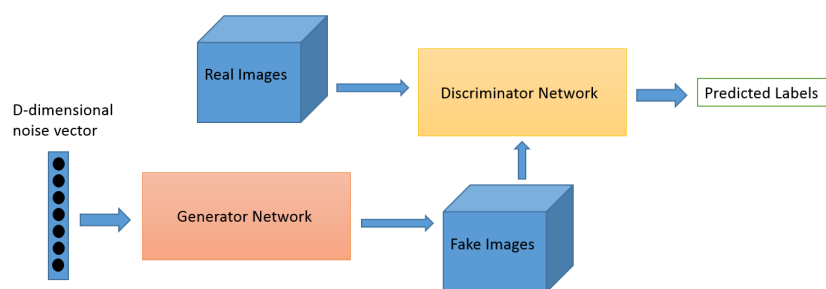 Real Images
Discriminator Network
Predicted Labels
D-dimensional
noise vector
Generator Network
Fake Images